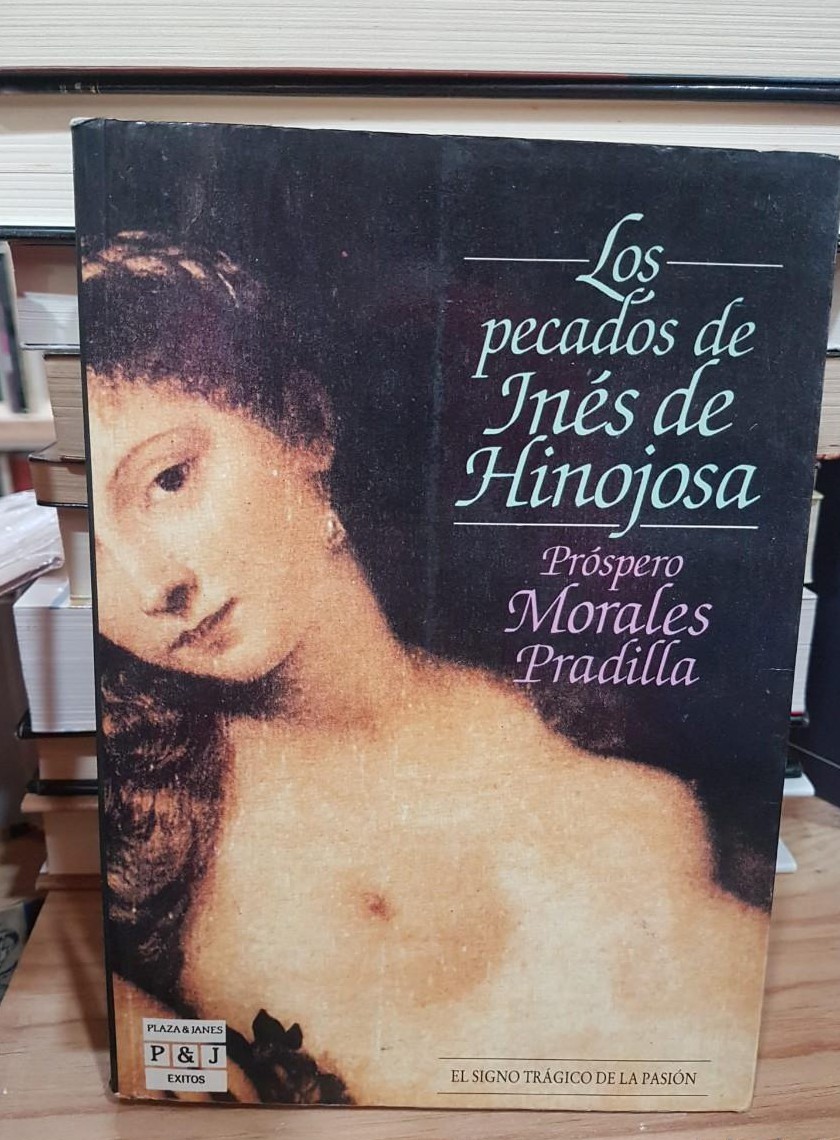 Los
pecados de
Inés de
Hinojosa
Próspero
Morales
Pradilla
PLAZA & JANES
P & J
EXITOS
EL SIGNO TRÁGICO DE LA PASIÓN